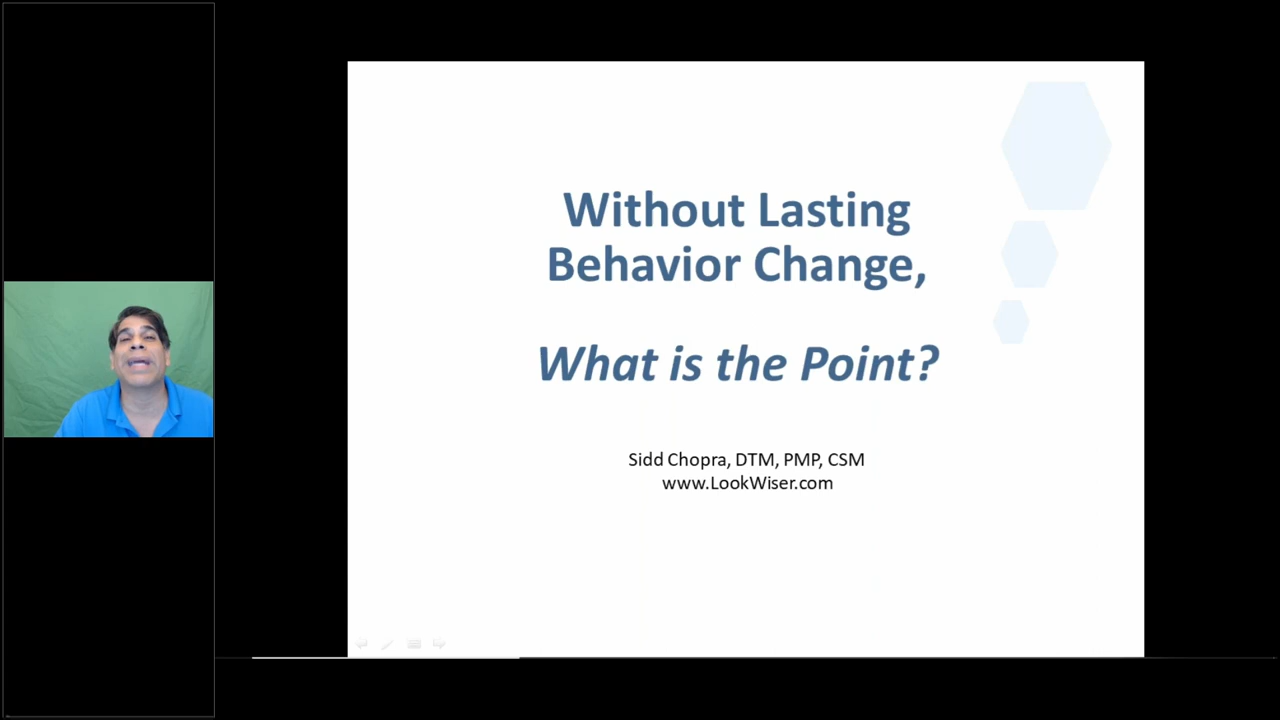 Without Lasting
Behavior Change,
What is the Point?
Sidd Chopra, DTM, PMP, CSM
www.LookWiser.com